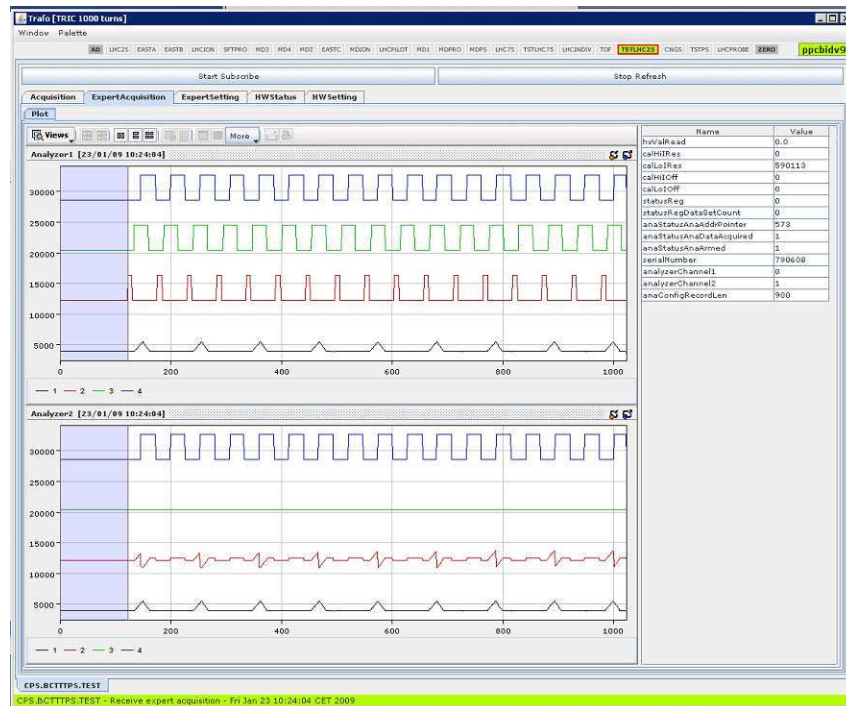 Trafo [TRIC 1000 turns]
Window Palette
AD LHC25 EASTA EASTB LHCION SFTPRO MD3 MD4 MD2 EASTC MDION LHCPILOT MD1 MDPRO MDPS LHC75 TSTLHC75 LHCINDIV TOF TSTLHC25 CNGS TSTPS LHCPROBE ZERO ppcbidv9
Start Subscribe Stop Refresh
Acquisition ExpertAcquisition ExpertSetting HWStatus HWSetting
Plot
Views More
Analyzer1 [23/01/09 10:24:04]
30000
25000
20000
15000
10000
5000
0 200 400 600 800 1000
1 2 3 4
Analyzer2 [23/01/09 10:24:04]
30000
25000
20000
15000
10000
5000
0 200 400 600 800 1000
1 2 3 4
Name Value
hvValRead 0.0
calHiIRes 0
calLoIRes 590113
calHiIOff 0
calLoIOff 0
statusReg 0
statusRegDataSetCount 0
anaStatusAnaAddrPointer 573
anaStatusAnaDataAcquired 1
anaStatusAnaArmed 1
serialNumber 790608
analyzerChannel1 0
analyzerChannel2 1
anaConfigRecordLen 900
CPS.BCTTTPS.TEST
CPS.BCTTTPS.TEST - Receive expert acquisition - Fri Jan 23 10:24:04 CET 2009